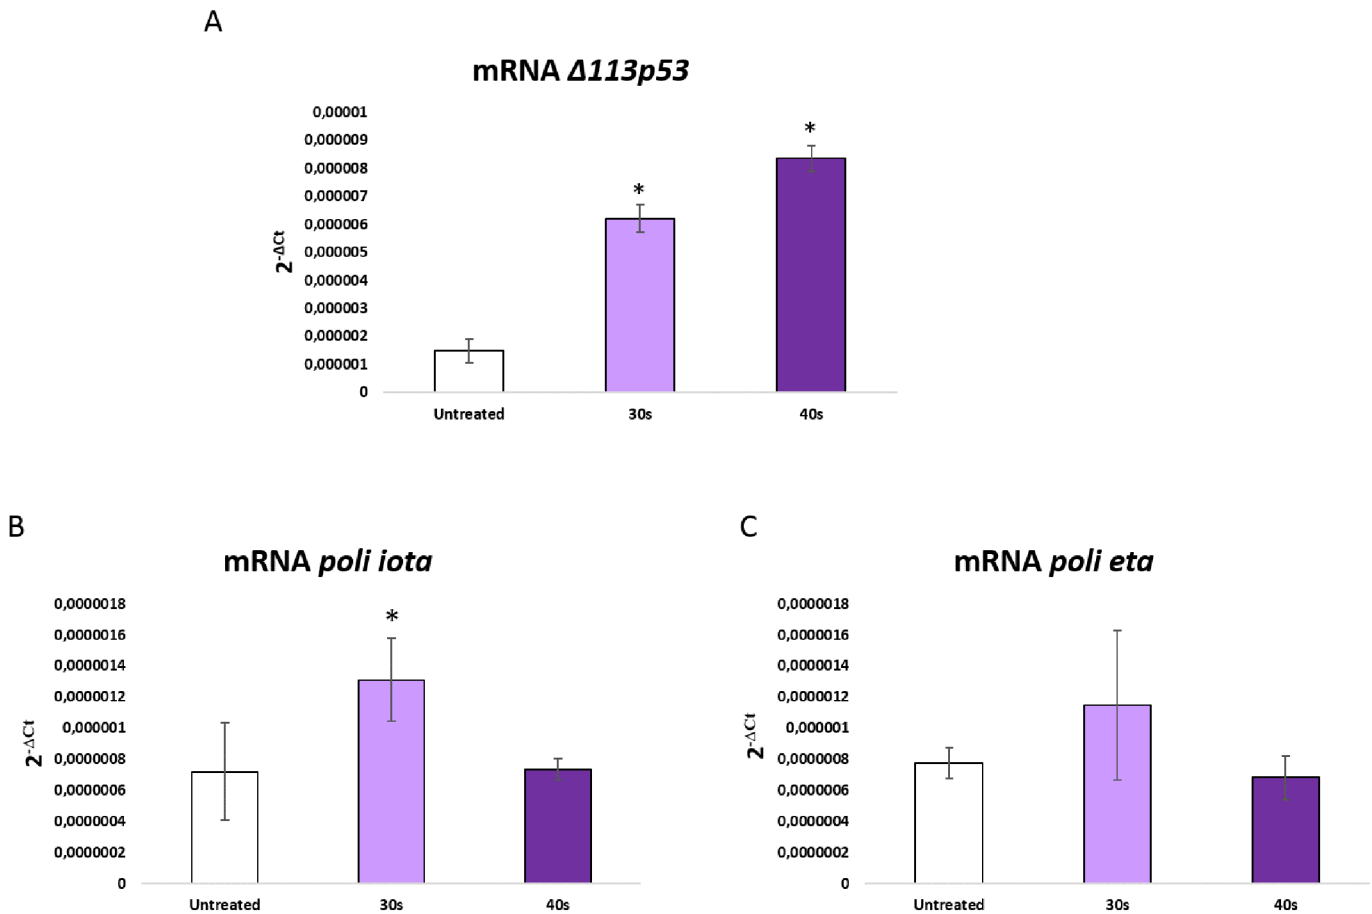 A
mRNA Δ113p53
0,00001
0,000009
0,000008
0,000007
0,000006
0,000005
0,000004
0,000003
0,000002
0,000001
0
2^-ΔCt
*
*
Untreated 30s 40s
B
mRNA poli iota
0,0000018
0,0000016
0,0000014
0,0000012
0,000001
0,0000008
0,0000006
0,0000004
0,0000002
0
2^-ΔCt
*
Untreated 30s 40s
C
mRNA poli eta
0,0000018
0,0000016
0,0000014
0,0000012
0,000001
0,0000008
0,0000006
0,0000004
0,0000002
0
2^-ΔCt
Untreated 30s 40s